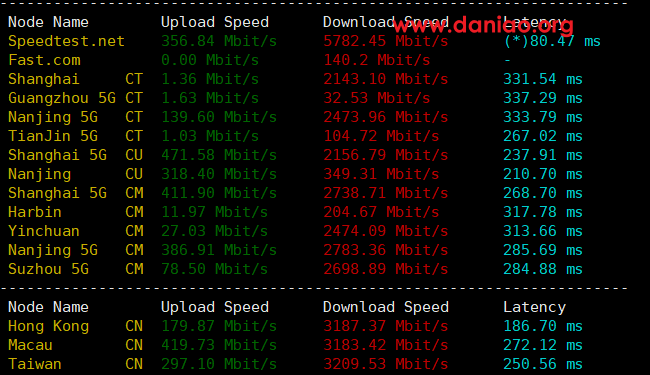 ----------------------------------------------------------------------
Node Name Upload Speed Download Speed Latency
www.daniao.org
Speedtest.net 356.84 Mbit/s 5782.45 Mbit/s (*)80.47 ms
Fast.com 0.00 Mbit/s 140.2 Mbit/s -
Shanghai CT 1.36 Mbit/s 2143.10 Mbit/s 331.54 ms
Guangzhou 5G CT 1.63 Mbit/s 32.53 Mbit/s 337.29 ms
Nanjing 5G CT 139.60 Mbit/s 2473.96 Mbit/s 333.79 ms
TianJin 5G CT 1.03 Mbit/s 104.72 Mbit/s 267.02 ms
Shanghai 5G CU 471.58 Mbit/s 2156.79 Mbit/s 237.91 ms
Nanjing CU 318.40 Mbit/s 349.31 Mbit/s 210.70 ms
Shanghai 5G CM 411.90 Mbit/s 2738.71 Mbit/s 268.70 ms
Harbin CM 11.97 Mbit/s 204.67 Mbit/s 317.78 ms
Yinchuan CM 27.03 Mbit/s 2474.09 Mbit/s 313.66 ms
Nanjing 5G CM 386.91 Mbit/s 2783.36 Mbit/s 285.69 ms
Suzhou 5G CM 78.50 Mbit/s 2698.89 Mbit/s 284.88 ms
----------------------------------------------------------------------
Node Name Upload Speed Download Speed Latency
Hong Kong CN 179.87 Mbit/s 3187.37 Mbit/s 186.70 ms
Macau CN 419.73 Mbit/s 3183.42 Mbit/s 272.12 ms
Taiwan CN 297.10 Mbit/s 3209.53 Mbit/s 250.56 ms